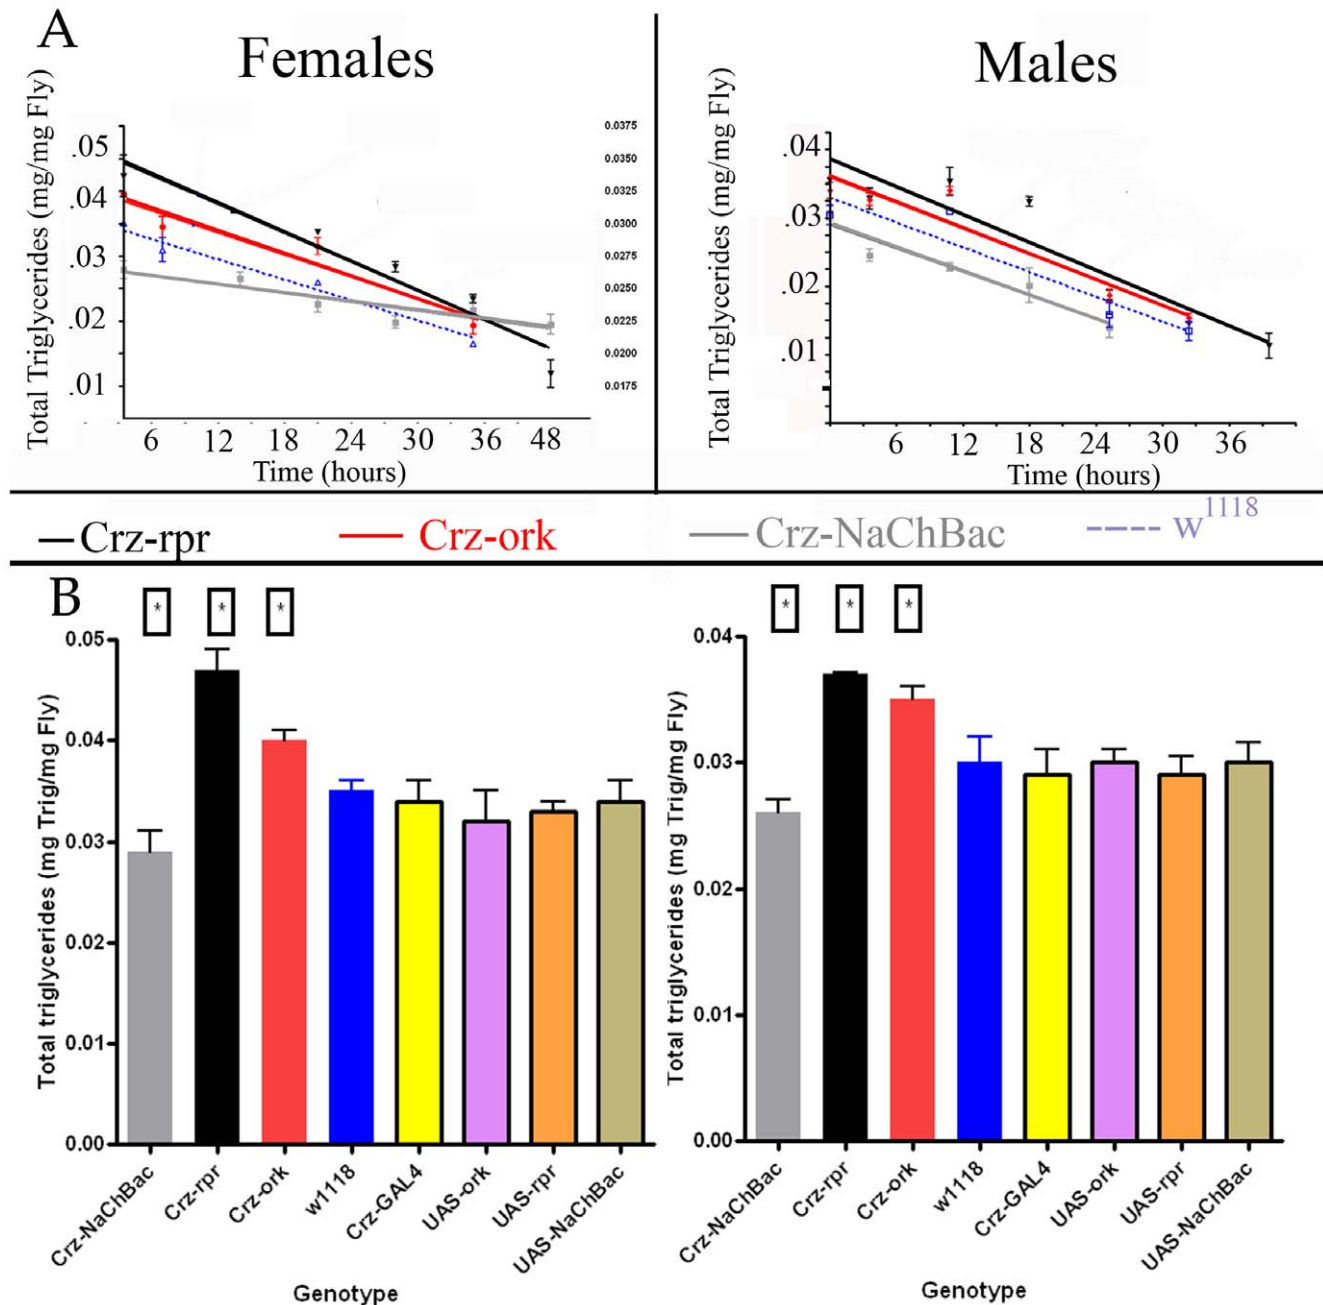 A
Females
Males
Total Triglycerides (mg/mg Fly)
.05
.04
.03
.02
.01
0.0375
0.0350
0.0325
0.0300
0.0275
0.0250
0.0225
0.0200
0.0175
6 12 18 24 30 36 48
Time (hours)
Total Triglycerides (mg/mg Fly)
.04
.03
.02
.01
6 12 18 24 30 36
Time (hours)
Crz-rpr
Crz-ork
Crz-NaChBac
w1118
B
* * *
Total triglycerides (mg Trig/mg Fly)
0.05
0.04
0.03
0.02
0.01
0.00
Crz-NaChBac
Crz-rpr
Crz-ork
w1118
Crz-GAL4
UAS-ork
UAS-rpr
UAS-NaChBac
Genotype
* * *
Total triglycerides (mg Trig/mg Fly)
0.04
0.03
0.02
0.01
0.00
Crz-NaChBac
Crz-rpr
Crz-ork
w1118
Crz-GAL4
UAS-ork
UAS-rpr
UAS-NaChBac
Genotype